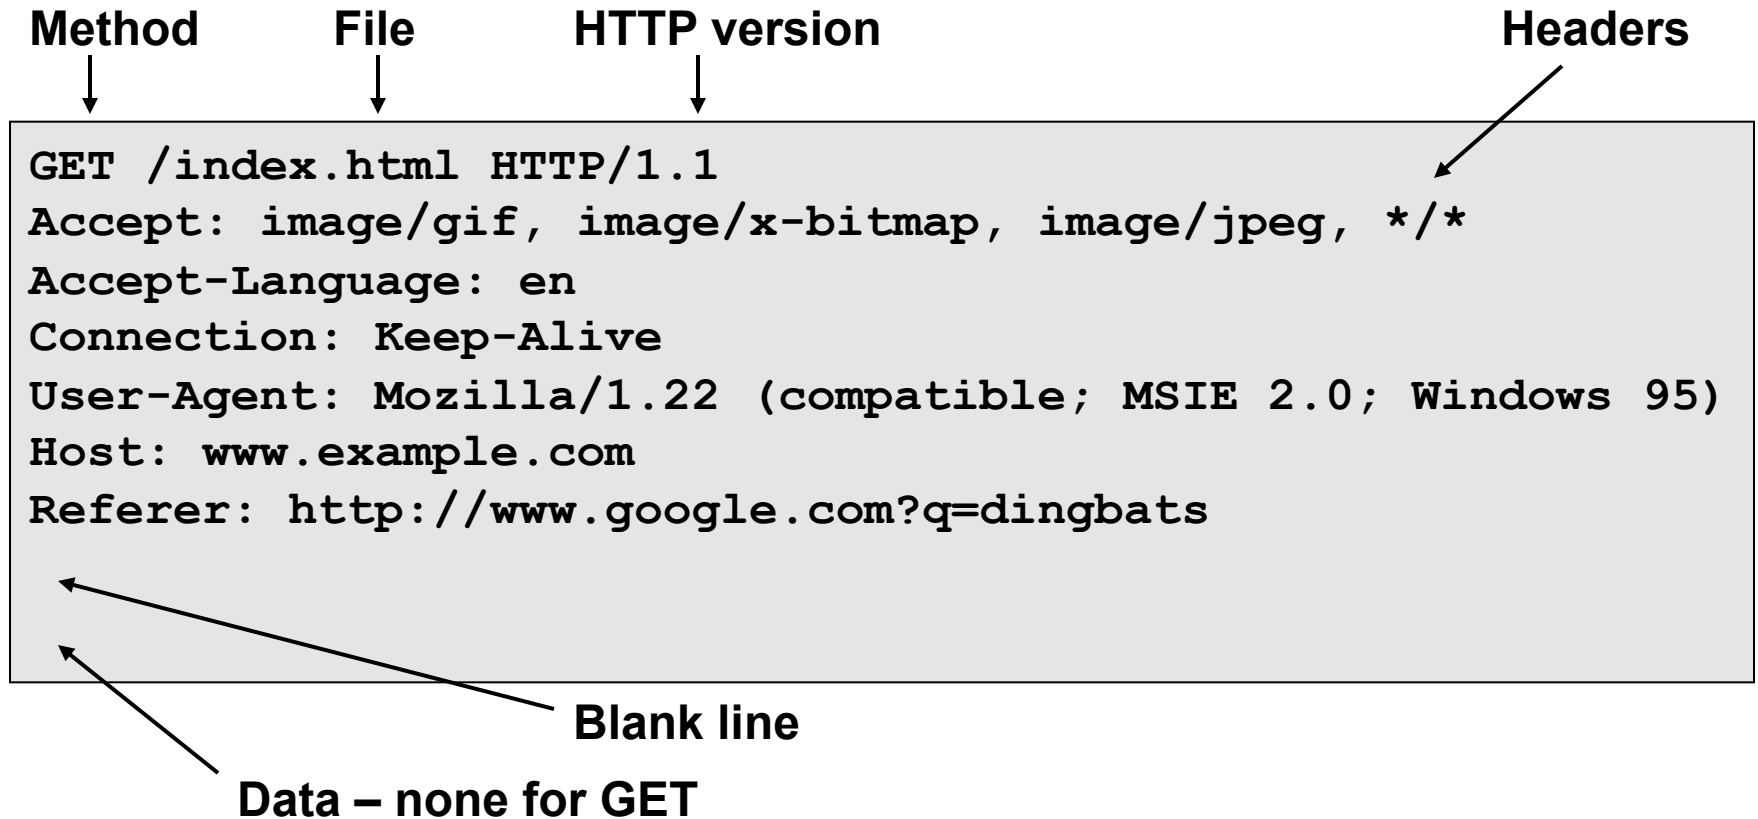 Method File HTTP version Headers
GET /index.html HTTP/1.1
Accept: image/gif, image/x-bitmap, image/jpeg, */*
Accept-Language: en
Connection: Keep-Alive
User-Agent: Mozilla/1.22 (compatible; MSIE 2.0; Windows 95)
Host: www.example.com
Referer: http://www.google.com?q=dingbats
Blank line
Data – none for GET